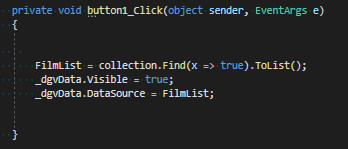 private void button1_Click(object sender, EventArgs e)
{
FilmList = collection.Find(x => true).ToList();
_dgvData.Visible = true;
_dgvData.DataSource = FilmList;
}